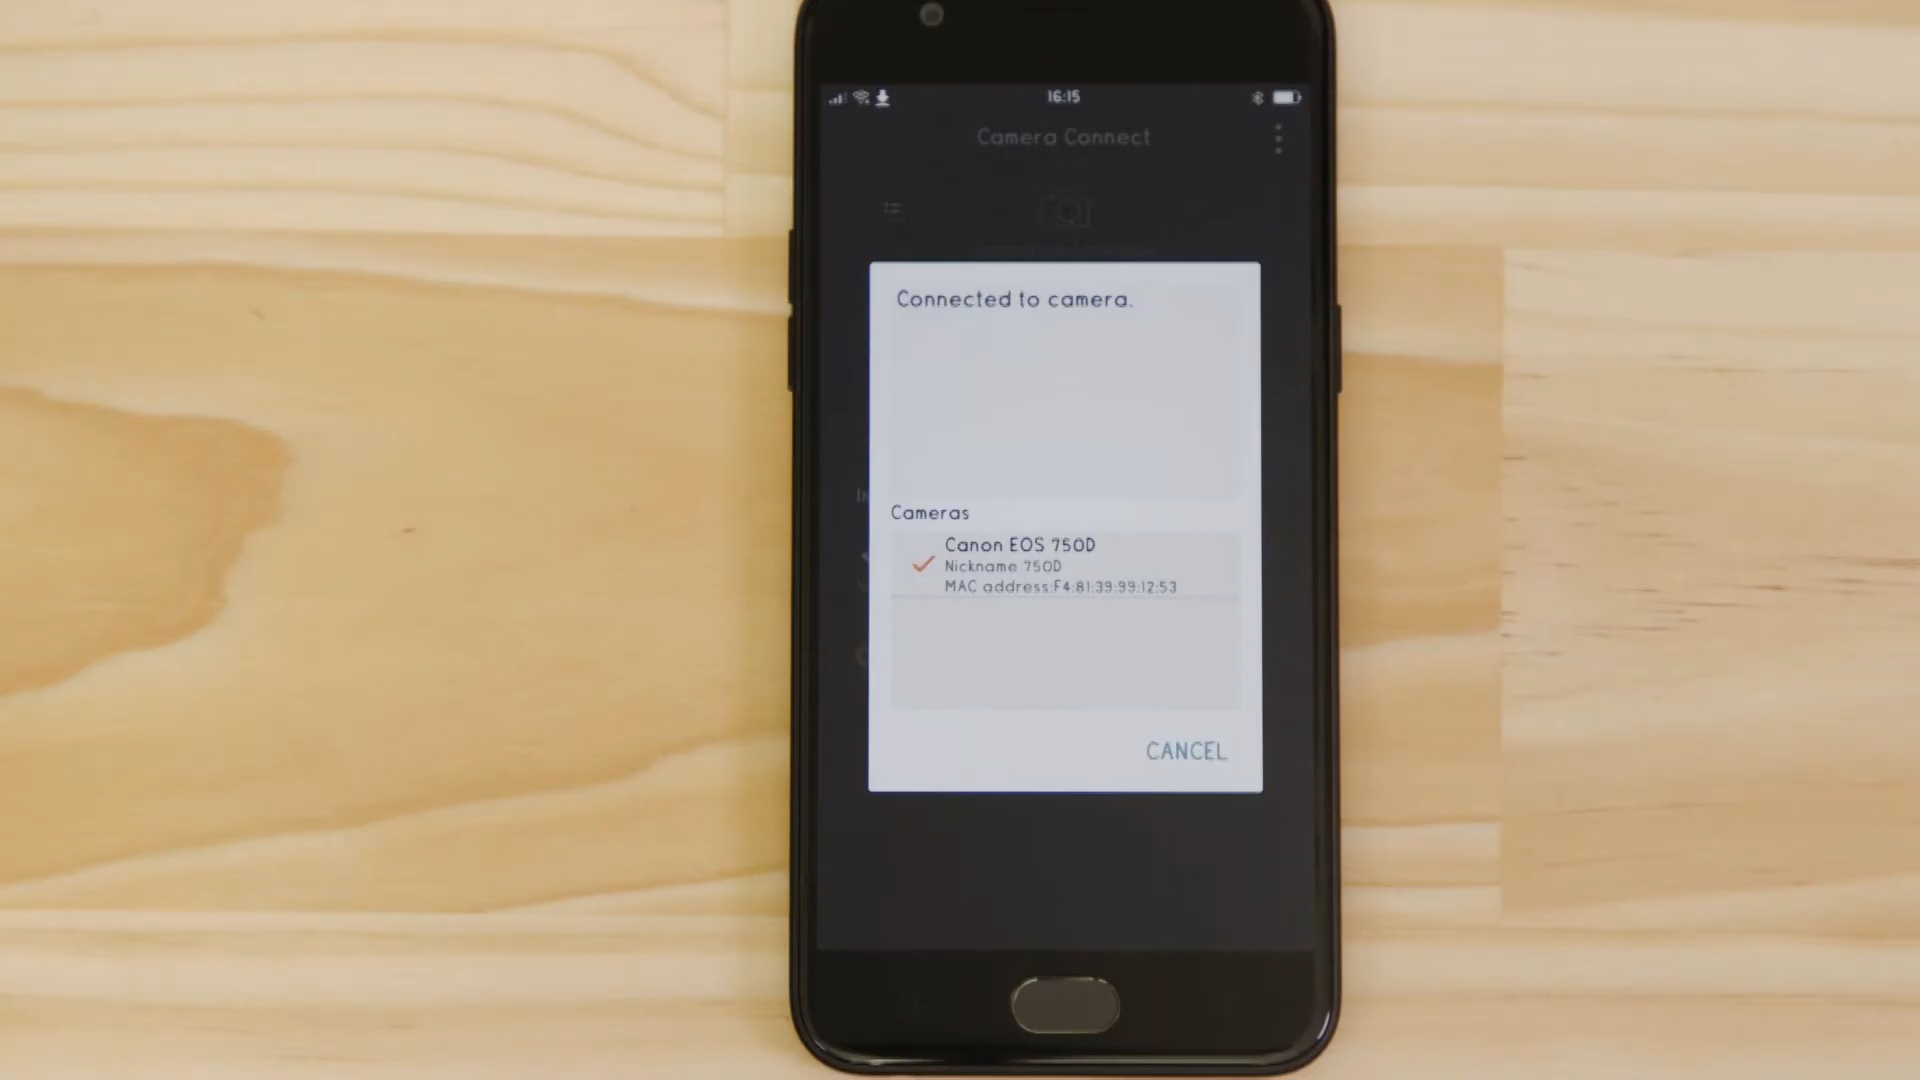 16:15
Camera Connect
Connected to camera.
Cameras
Canon EOS 750D
Nickname 750D
MAC address:F4:81:39:99:12:53
CANCEL